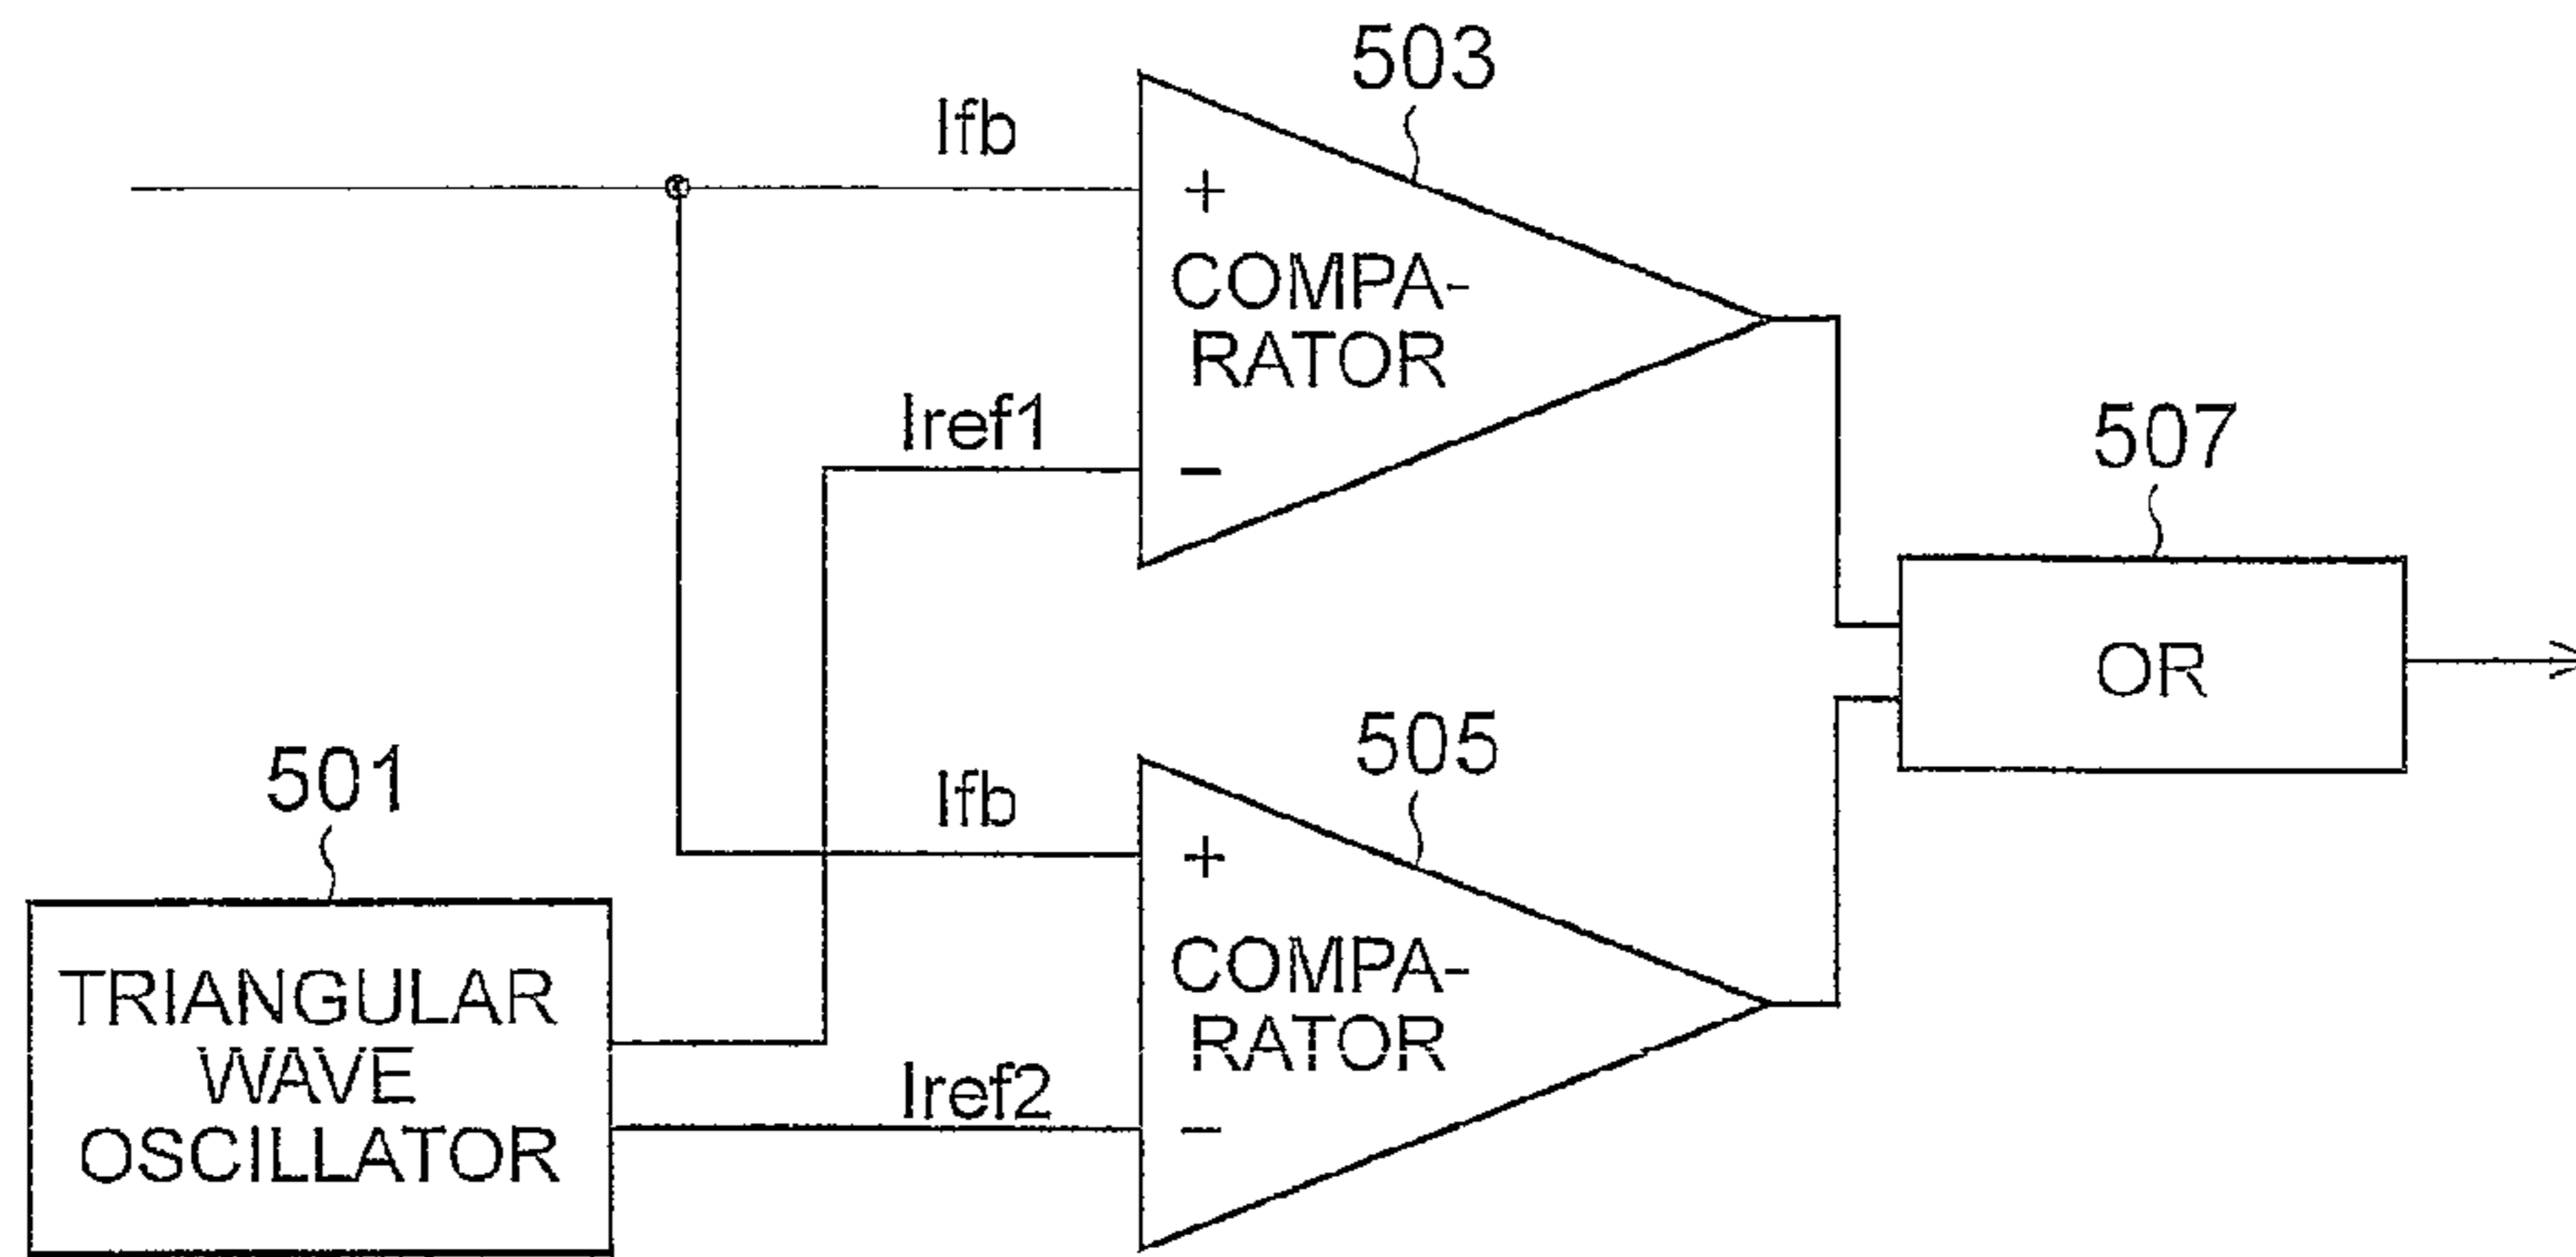 503
Ifb
+
COMPA-
RATOR
Iref1
−
507
OR
505
501
Ifb
+
COMPA-
RATOR
TRIANGULAR
WAVE
OSCILLATOR
Iref2
−